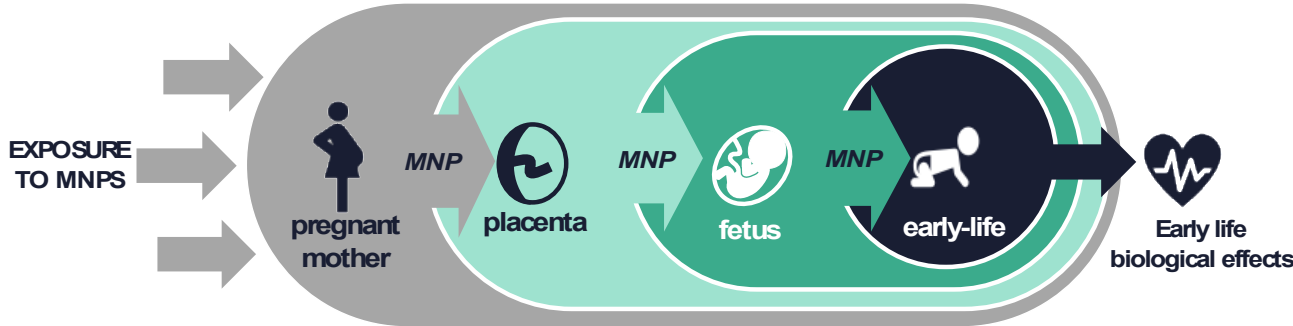 EXPOSURE
TO MNPS
pregnant
mother
MNP
placenta
MNP
fetus
MNP
early-life
Early life
biological effects